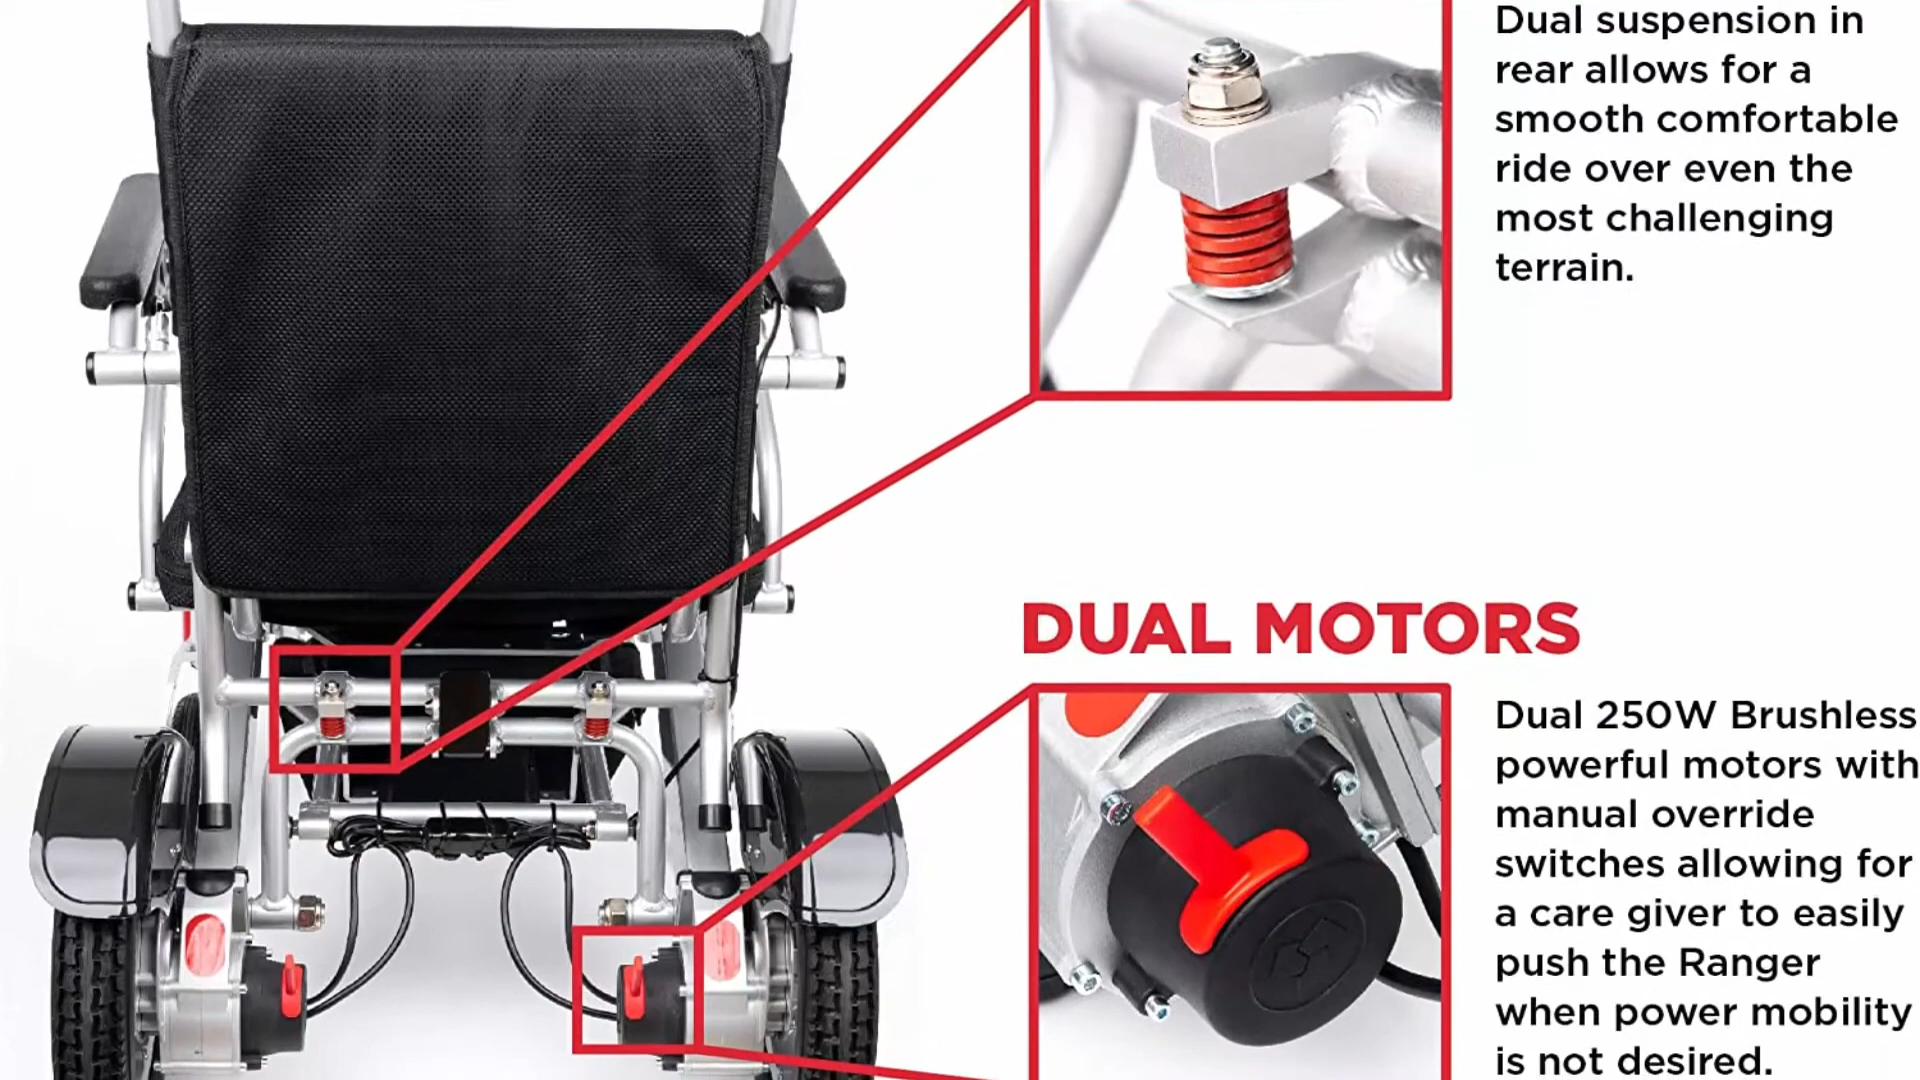 Dual suspension in
rear allows for a
smooth comfortable
ride over even the
most challenging
terrain.
DUAL MOTORS
Dual 250W Brushless
powerful motors with
manual override
switches allowing for
a care giver to easily
push the Ranger
when power mobility
is not desired.